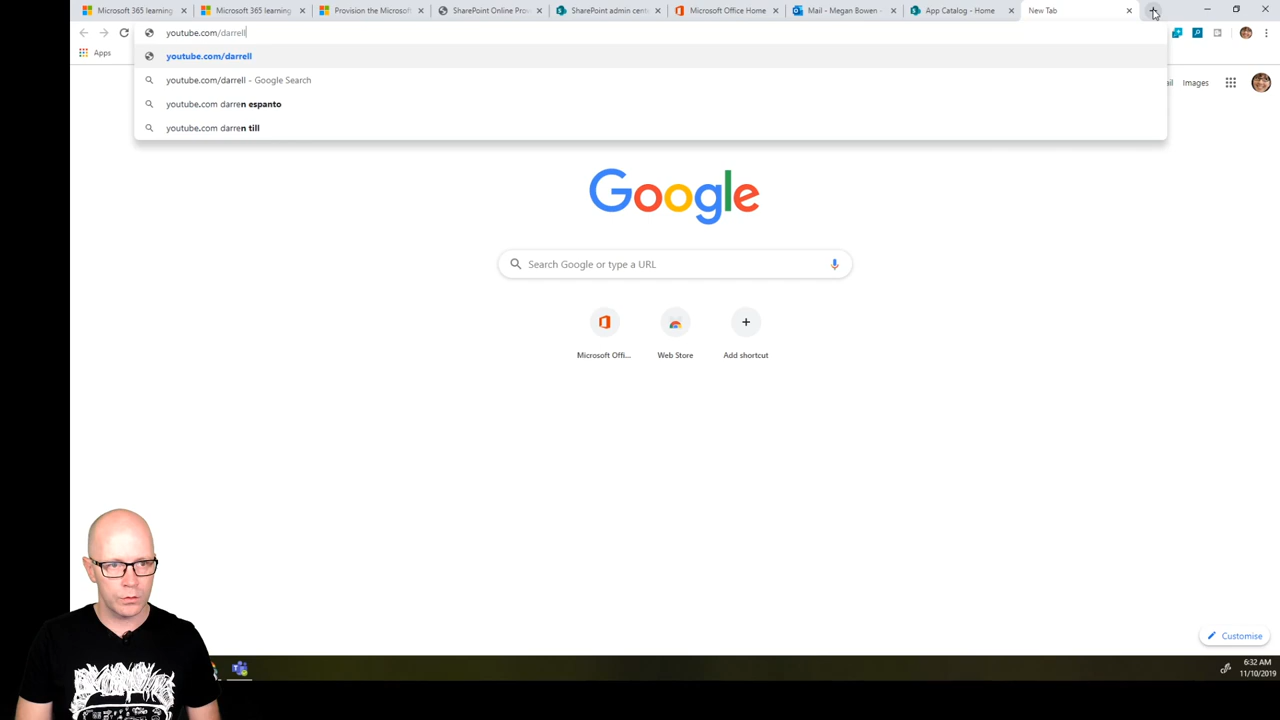 Microsoft 365 learning
Microsoft 365 learning
Provision the Microsof
SharePoint Online Prov
SharePoint admin cent
Microsoft Office Home
Mail - Megan Bowen -
App Catalog - Home
New Tab
youtube.com/darrell
Apps
youtube.com/darrell
youtube.com/darrell - Google Search
youtube.com darren espanto
youtube.com darren till
ail
Images
Google
Search Google or type a URL
Microsoft Offi...
Web Store
Add shortcut
Customise
6:32 AM
11/10/2019